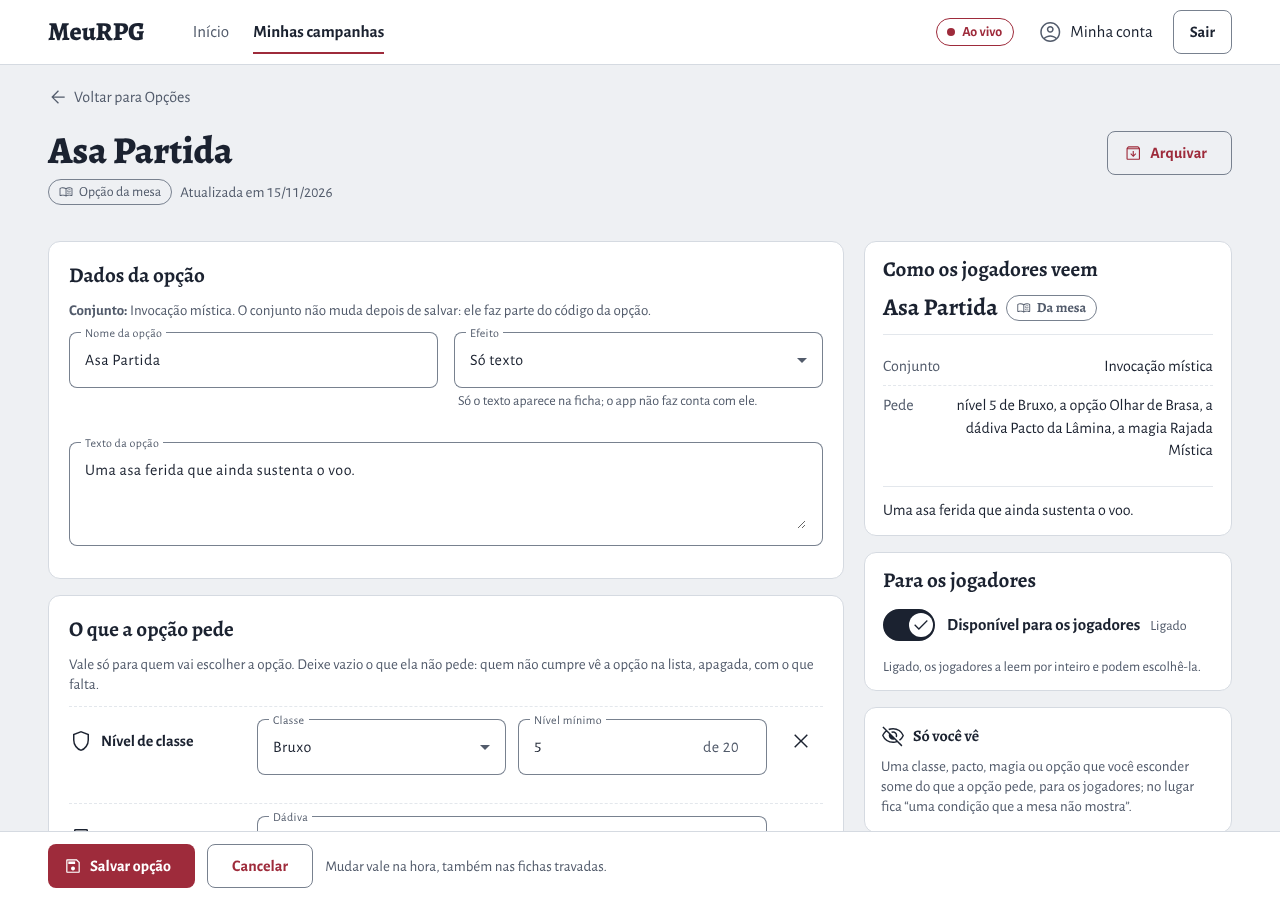 MeuRPG
Início
Minhas campanhas
Ao vivo
Minha conta
Sair
Voltar para Opções
Asa Partida
Arquivar
Opção da mesa
Atualizada em 15/11/2026
Dados da opção
Conjunto: Invocação mística. O conjunto não muda depois de salvar: ele faz parte do código da opção.
Nome da opção
Asa Partida
Efeito
Só texto
Só o texto aparece na ficha; o app não faz conta com ele.
Texto da opção
Uma asa ferida que ainda sustenta o voo.
O que a opção pede
Vale só para quem vai escolher a opção. Deixe vazio o que ela não pede: quem não cumpre vê a opção na lista, apagada, com o que
falta.
Nível de classe
Classe
Bruxo
Nível mínimo
5
de 20
Dádiva
Como os jogadores veem
Asa Partida
Da mesa
Conjunto
Invocação mística
Pede
nível 5 de Bruxo, a opção Olhar de Brasa, a
dádiva Pacto da Lâmina, a magia Rajada
Mística
Uma asa ferida que ainda sustenta o voo.
Para os jogadores
Disponível para os jogadores
Ligado
Ligado, os jogadores a leem por inteiro e podem escolhê-la.
Só você vê
Uma classe, pacto, magia ou opção que você esconder
some do que a opção pede, para os jogadores; no lugar
fica “uma condição que a mesa não mostra”.
Salvar opção
Cancelar
Mudar vale na hora, também nas fichas travadas.